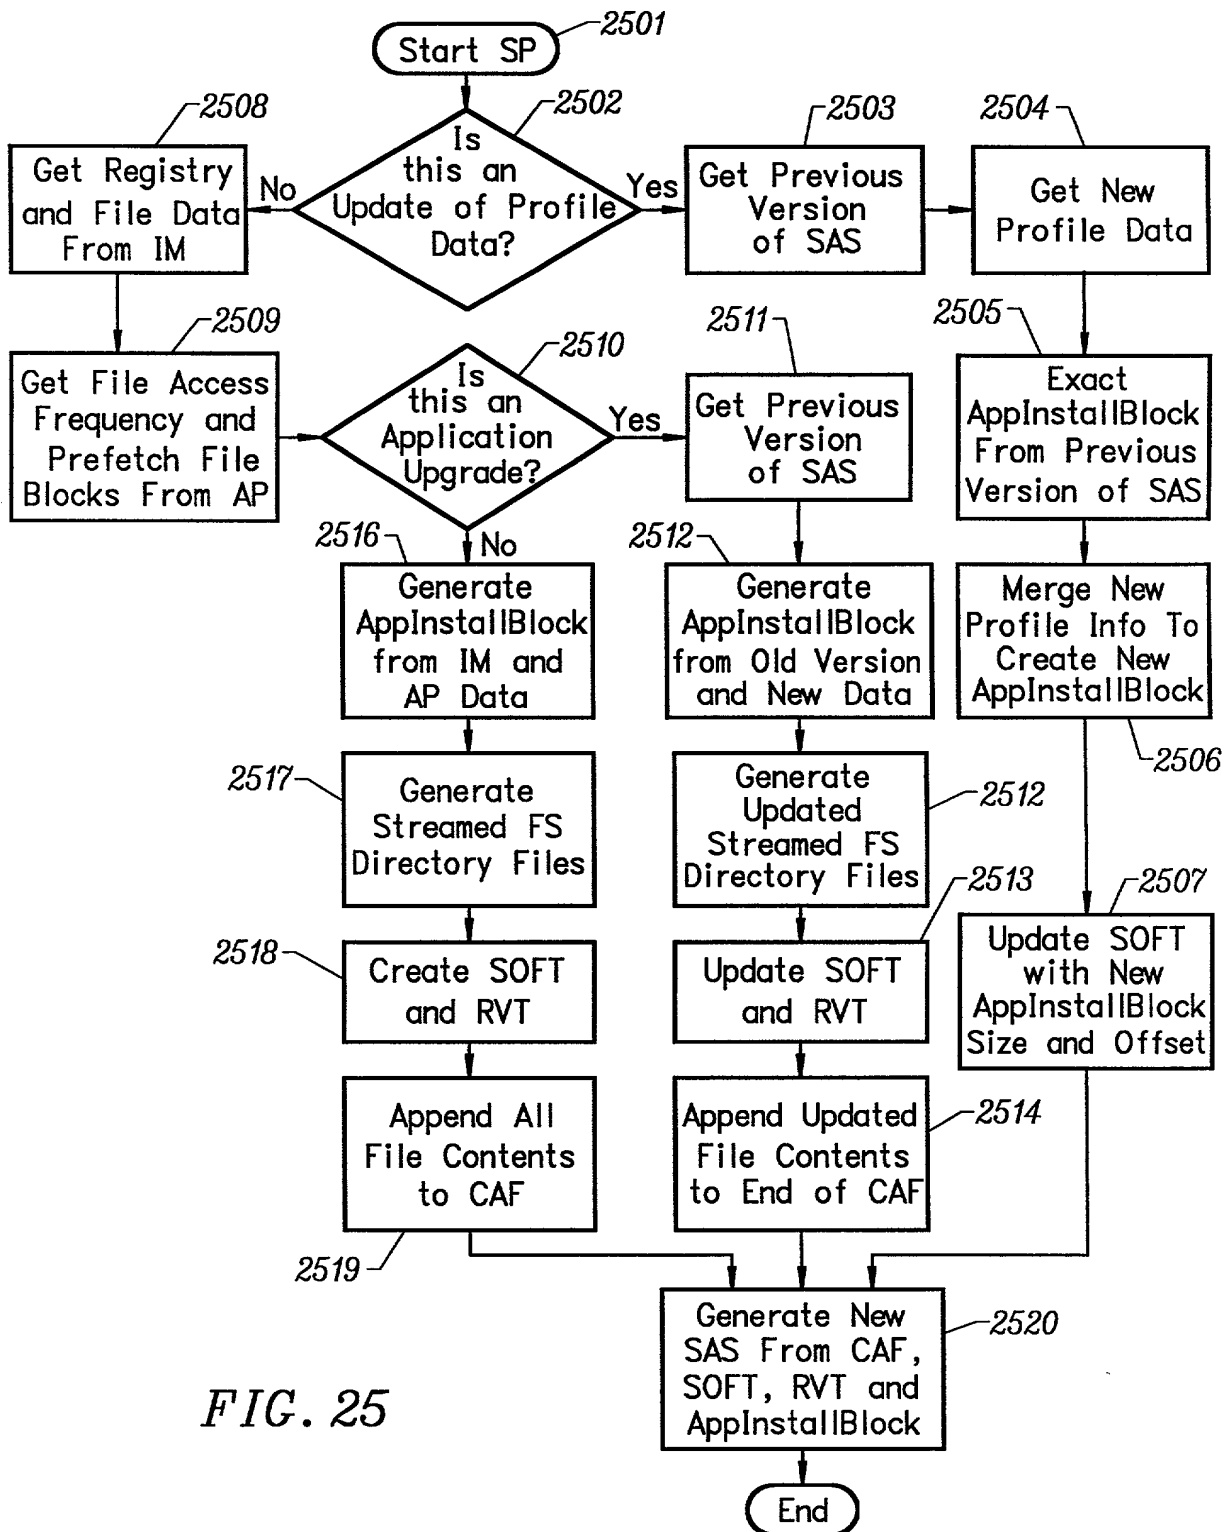 2501
Start SP
2502
Is
this an
Update of Profile
Data?
No
Yes
2508
Get Registry
and File Data
From IM
2503
Get Previous
Version
of SAS
2504
Get New
Profile Data
2509
Get File Access
Frequency and
Prefetch File
Blocks From AP
2510
Is
this an
Application
Upgrade?
Yes
No
2511
Get Previous
Version
of SAS
2505
Exact
AppInstallBlock
From Previous
Version of SAS
2516
Generate
AppInstallBlock
from IM and
AP Data
2512
Generate
AppInstallBlock
from Old Version
and New Data
Merge New
Profile Info To
Create New
AppInstallBlock
2506
2517
Generate
Streamed FS
Directory Files
Generate
Updated
Streamed FS
Directory Files
2512
2518
Create SOFT
and RVT
2513
Update SOFT
and RVT
2507
Update SOFT
with New
AppInstallBlock
Size and Offset
Append All
File Contents
to CAF
2519
Append Updated
File Contents
to End of CAF
2514
Generate New
SAS From CAF,
SOFT, RVT and
AppInstallBlock
2520
End
FIG. 25